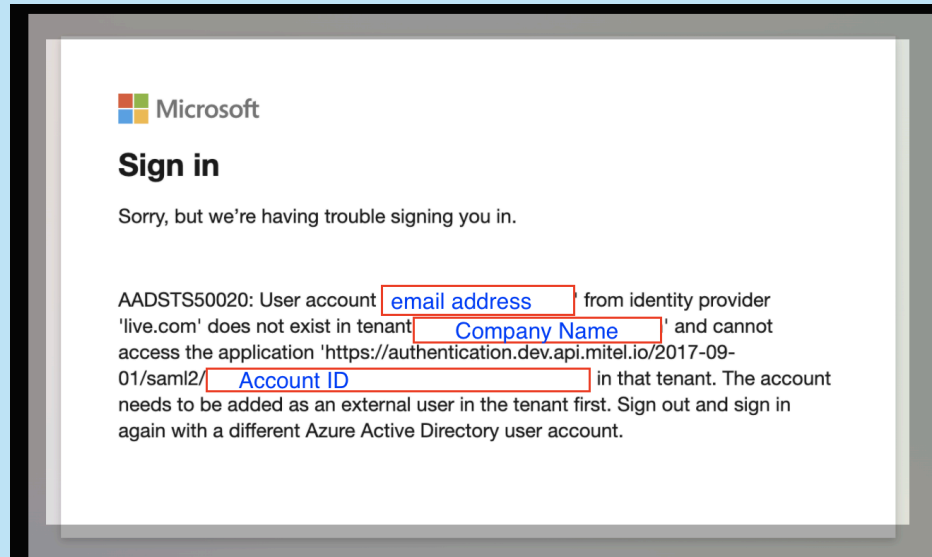 Microsoft
Sign in
Sorry, but we're having trouble signing you in.
AADSTS50020: User account email address ' from identity provider
'live.com' does not exist in tenant Company Name ' and cannot
access the application 'https://authentication.dev.api.mitel.io/2017-09-
01/saml2/ Account ID in that tenant. The account
needs to be added as an external user in the tenant first. Sign out and sign in
again with a different Azure Active Directory user account.